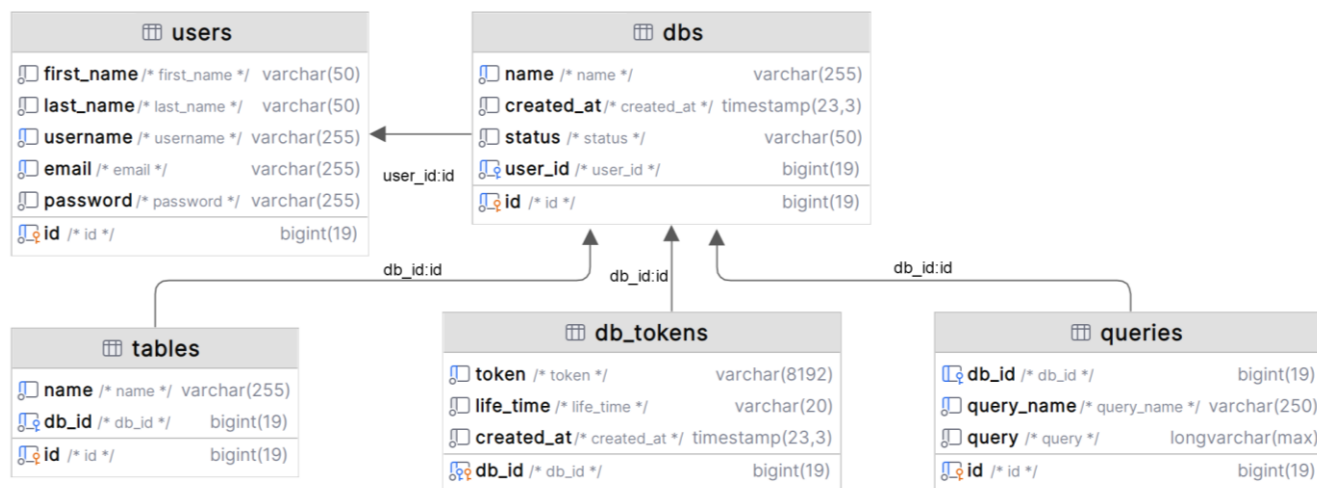 users
first_name /* first_name */ varchar(50)
last_name /* last_name */ varchar(50)
username /* username */ varchar(255)
email /* email */ varchar(255)
password /* password */ varchar(255)
id /* id */ bigint(19)
user_id:id
dbs
name /* name */ varchar(255)
created_at /* created_at */ timestamp(23,3)
status /* status */ varchar(50)
user_id /* user_id */ bigint(19)
id /* id */ bigint(19)
db_id:id
db_id:id
db_id:id
tables
name /* name */ varchar(255)
db_id /* db_id */ bigint(19)
id /* id */ bigint(19)
db_tokens
token /* token */ varchar(8192)
life_time /* life_time */ varchar(20)
created_at /* created_at */ timestamp(23,3)
db_id /* db_id */ bigint(19)
queries
db_id /* db_id */ bigint(19)
query_name /* query_name */ varchar(250)
query /* query */ longvarchar(max)
id /* id */ bigint(19)